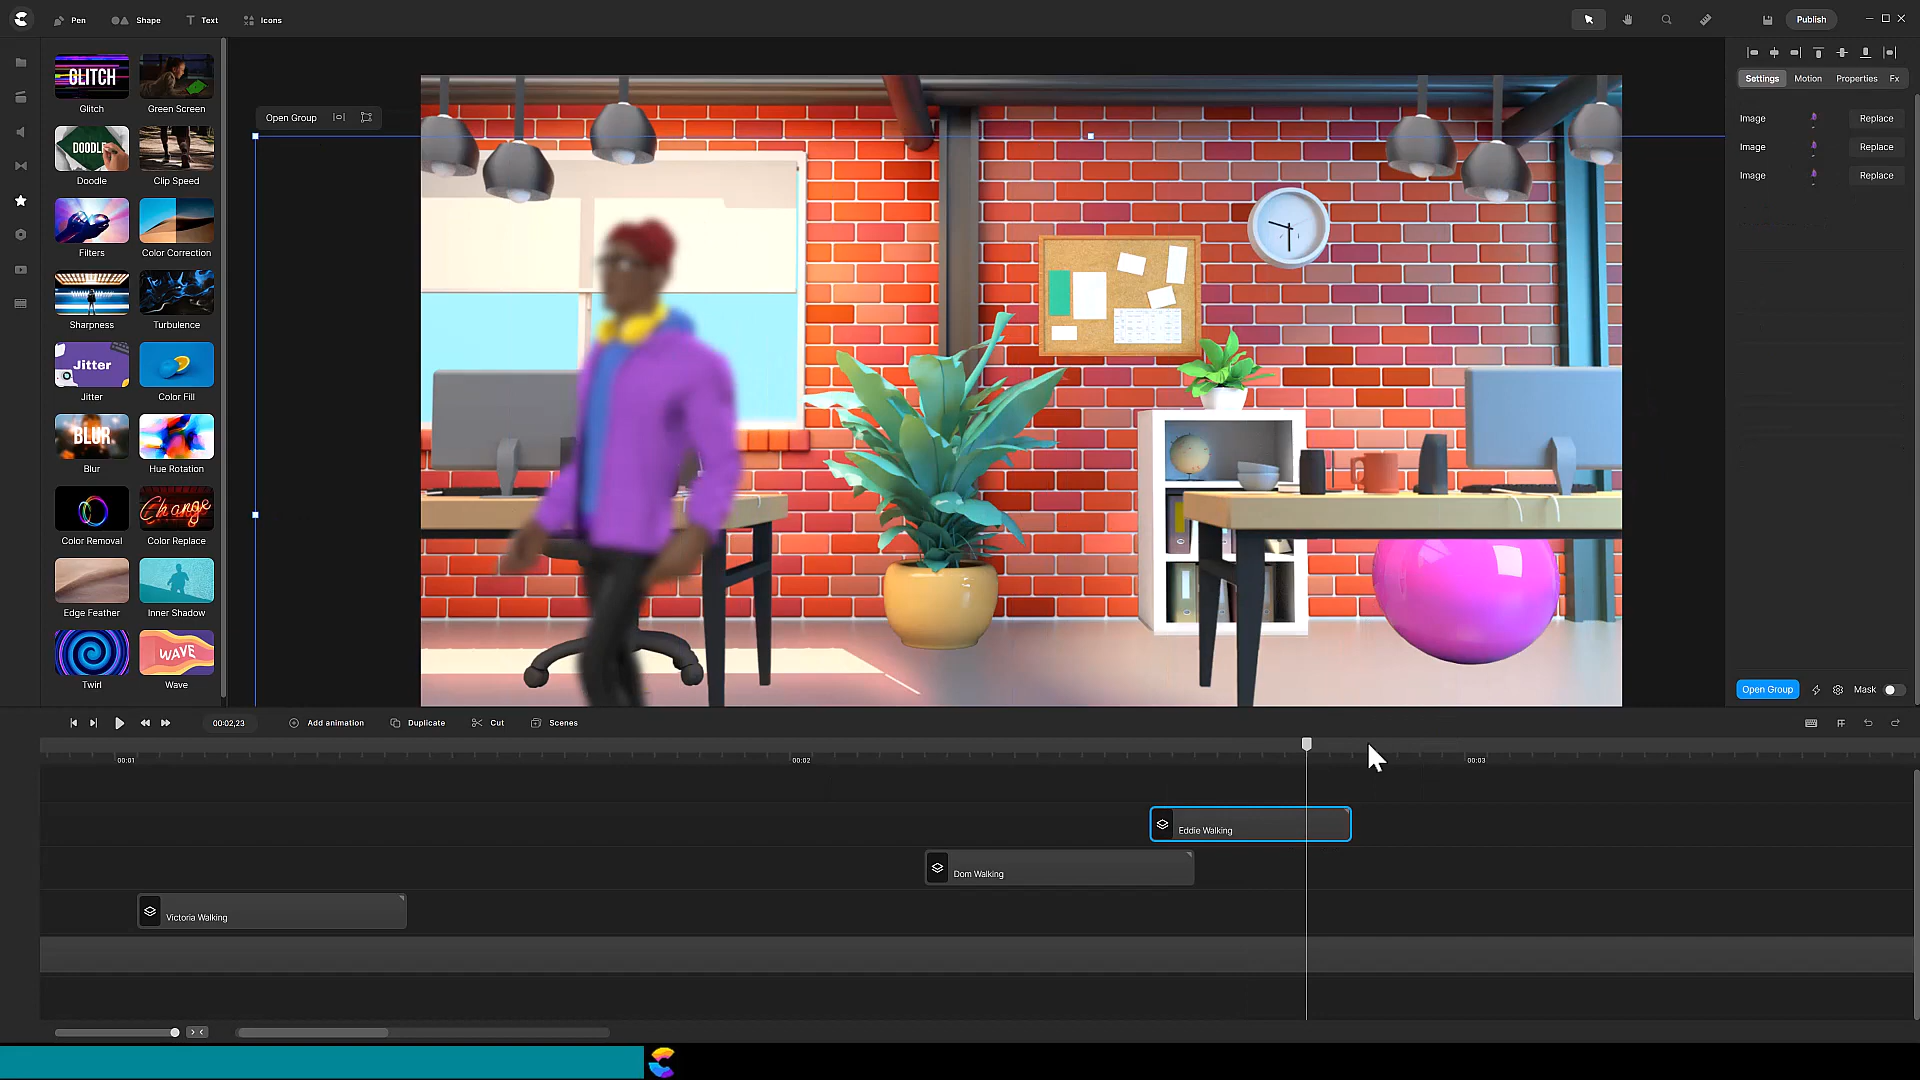 Pen
Shape
Text
Icons
Publish
GLITCH
Glitch
Green Screen
DOODLE
Doodle
Clip Speed
Filters
Color Correction
Sharpness
Turbulence
Jitter
Jitter
Color Fill
BLUR
Blur
Hue Rotation
Color Removal
Change
Color Replace
Edge Feather
Inner Shadow
Twirl
WAVE
Wave
Open Group
Settings
Motion
Properties
Fx
Image
Replace
Image
Replace
Image
Replace
Open Group
Mask
00:02,23
Add animation
Duplicate
Cut
Scenes
00:01
00:02
00:03
Eddie Walking
Dom Walking
Victoria Walking